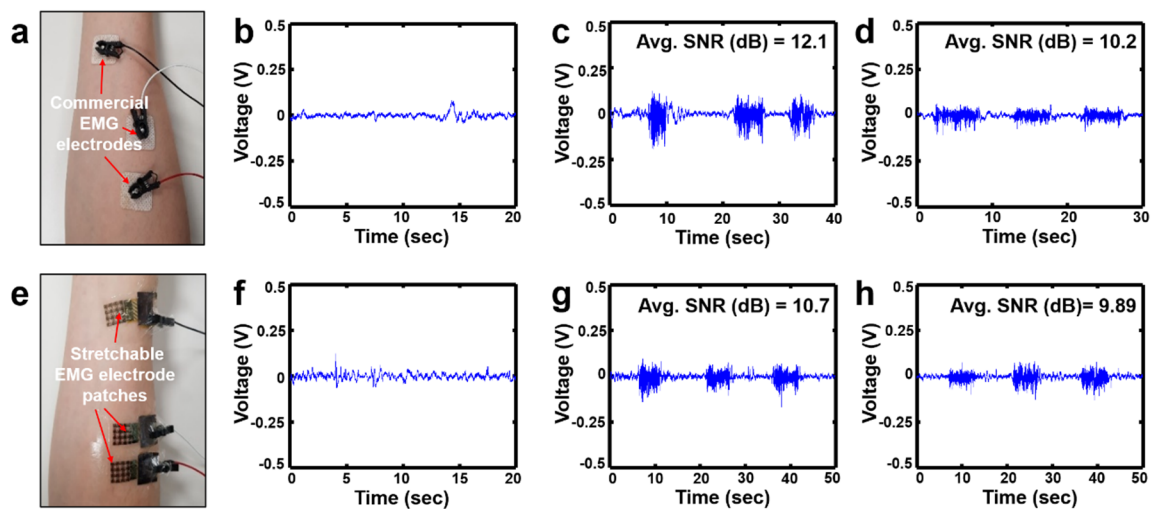 a
Commercial
EMG
electrodes
b
Voltage (V)
0.5
0.25
0
-0.25
-0.5
0 5 10 15 20
Time (sec)
c
Avg. SNR (dB) = 12.1
Voltage (V)
0.5
0.25
0
-0.25
-0.5
0 10 20 30 40
Time (sec)
d
Avg. SNR (dB) = 10.2
Voltage (V)
0.5
0.25
0
-0.25
-0.5
0 10 20 30
Time (sec)
e
Stretchable
EMG electrode
patches
f
Voltage (V)
0.5
0.25
0
-0.25
-0.5
0 5 10 15 20
Time (sec)
g
Avg. SNR (dB) = 10.7
Voltage (V)
0.5
0.25
0
-0.25
-0.5
0 10 20 30 40 50
Time (sec)
h
Avg. SNR (dB)= 9.89
Voltage (V)
0.5
0.25
0
-0.25
-0.5
0 10 20 30 40 50
Time (sec)